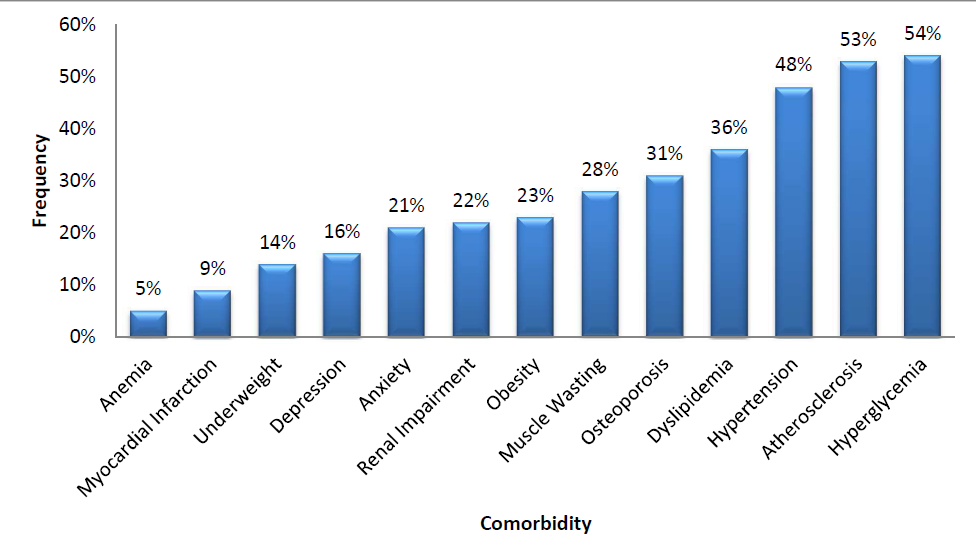 60%
50%
40%
30%
20%
10%
0%
Frequency
5%
9%
14%
16%
21%
22%
23%
28%
31%
36%
48%
53%
54%
Anemia
Myocardial Infarction
Underweight
Depression
Anxiety
Renal Impairment
Obesity
Muscle Wasting
Osteoporosis
Dyslipidemia
Hypertension
Atherosclerosis
Hyperglycemia
Comorbidity